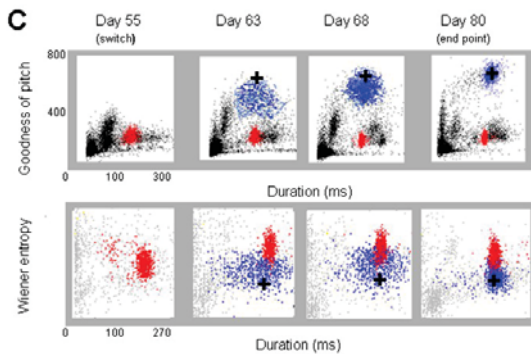 C
Day 55 Day 63 Day 68 Day 80
(switch) (end point)
800
Goodness of pitch
400
0 100 300
Duration (ms)
Wiener entropy
0 100 270
Duration (ms)